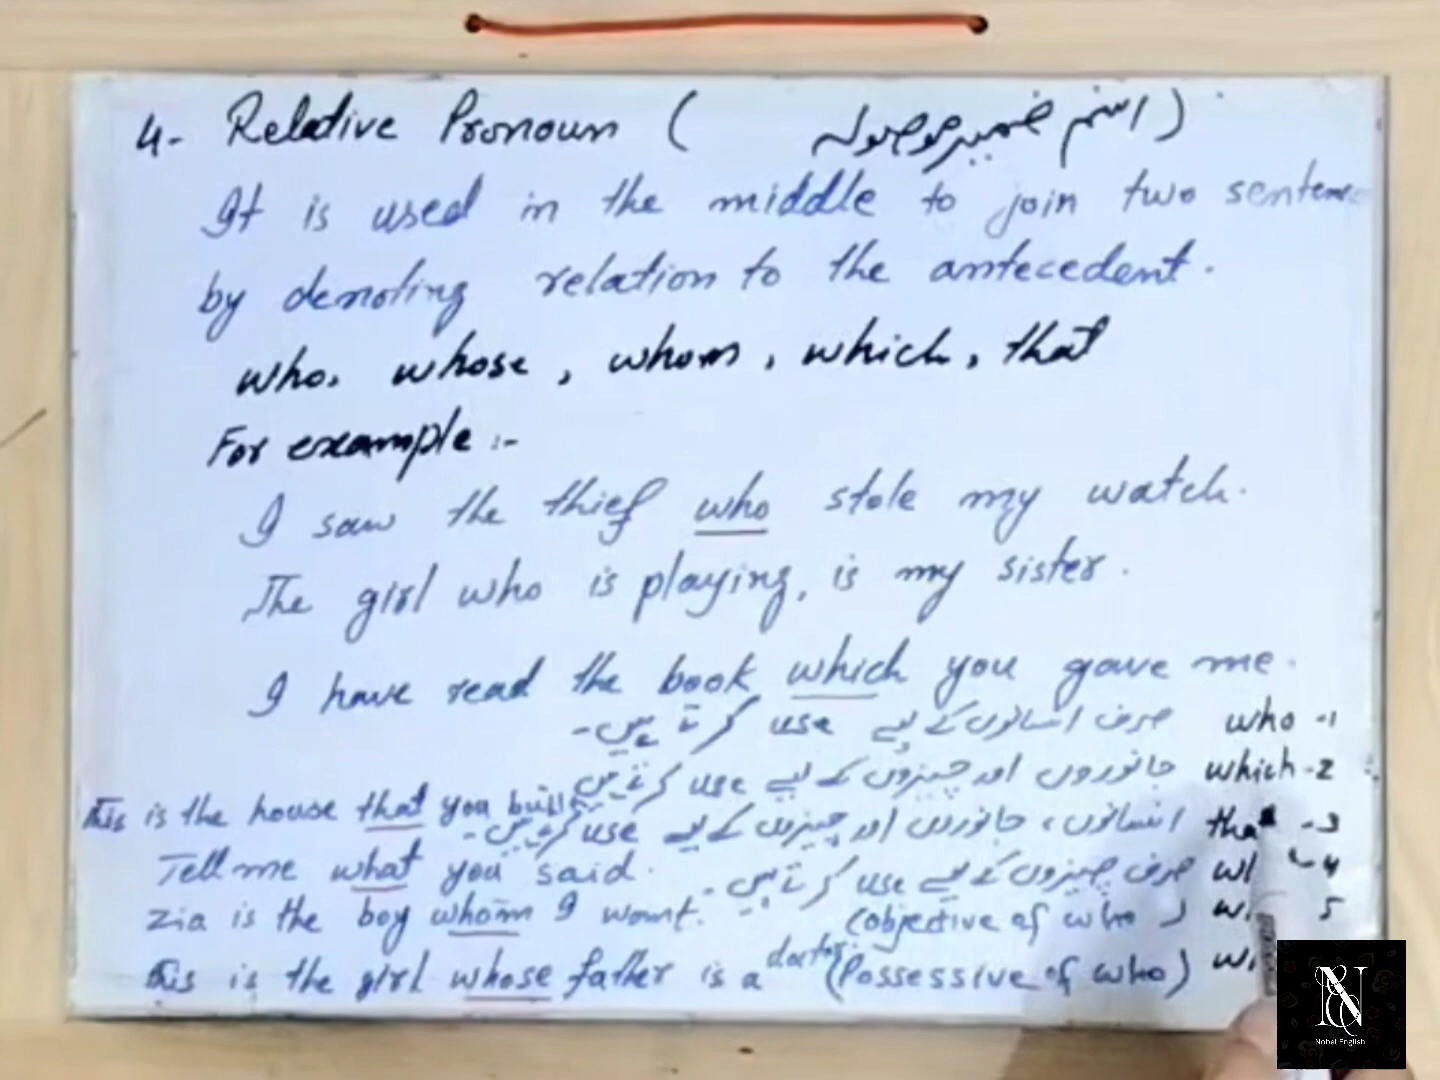 4- Relative Pronoun ( اسم ضمیر موصولہ )
It is used in the middle to join two sentenc
by denoting relation to the antecedent.
who, whose, whom, which, that
For example :-
I saw the thief who stole my watch.
The girl who is playing, is my sister.
I have read the book which you gave me.
who -1 صرف انسانوں کے لیے use کرتے ہیں-
which -2 جانوروں اور چیزوں کے لیے use کرتے ہیں
This is the house that you built
tha -3 انسانوں، جانوروں اور چیزوں کے لیے use کرتے ہیں-
Tell me what you said.
wh -4 صرف چیزوں کے لیے use کرتے ہیں-
Zia is the boy whom I want. (objective of who) w 5
This is the girl whose father is a doctor. (Possessive of who) w
N&N
Nobel English